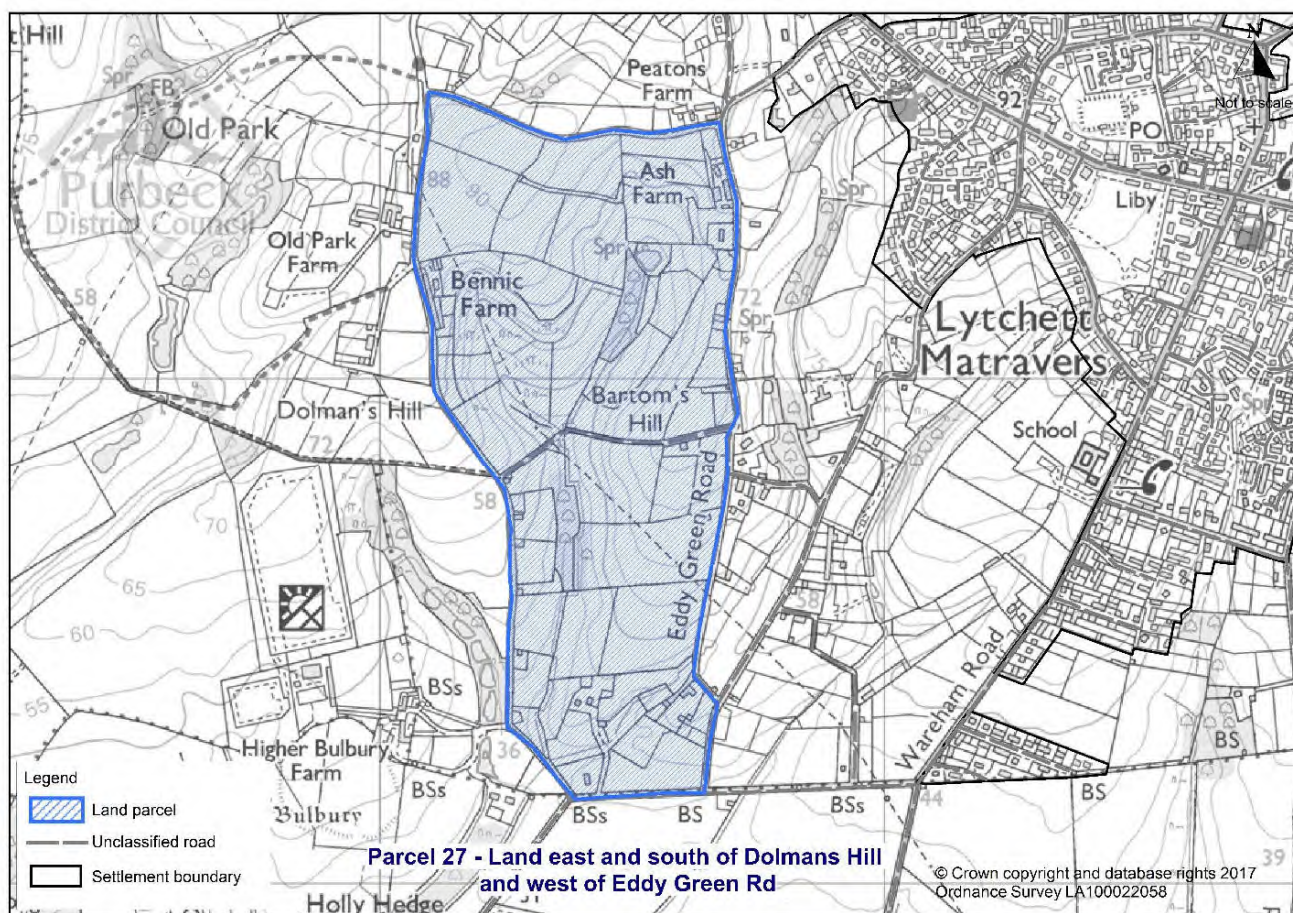 t Hill
Spr
FB
Old Park
Purbeck
District Council
Old Park
Farm
58
88
90
Peatons
Farm
Ash
Farm
Spr
Bennic
Farm
Spr
72
Spr
92
PO
N
Not to scale
Liby
Lytchett
Matravers
School
Spr
75
Bartom's
Hill
Dolman's Hill
72
58
70
65
60
55
Eddy Green Road
58
Wareham Road
BSs
36
Higher Bulbury
Farm
BSs
Bulbury
BSs
BS
BSs
44
BS
BS
39
Holly Hedge
Legend
Land parcel
Unclassified road
Settlement boundary
Parcel 27 - Land east and south of Dolmans Hill
and west of Eddy Green Rd
© Crown copyright and database rights 2017
Ordnance Survey LA100022058